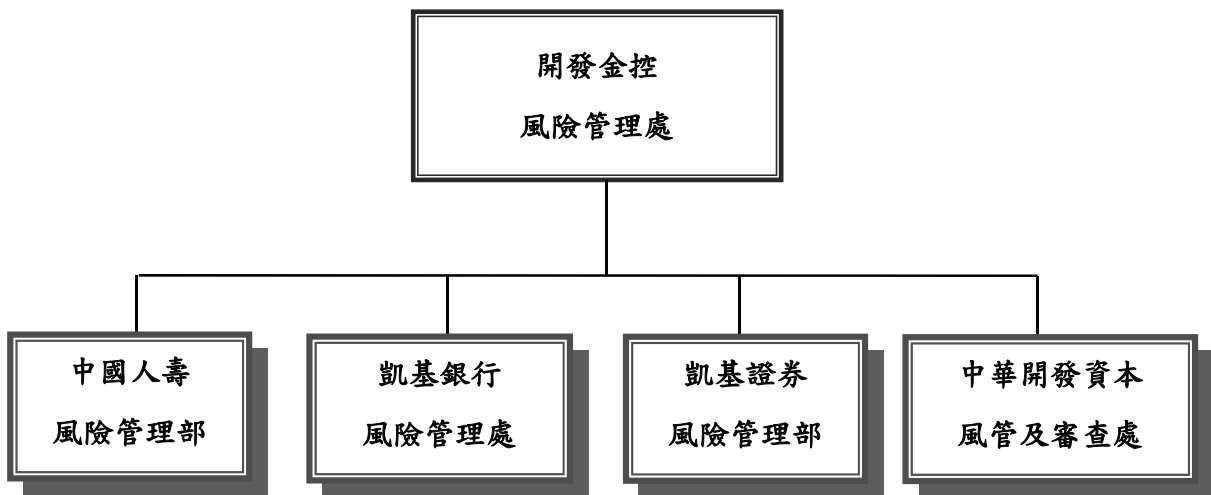 開發金控
風險管理處
中國人壽
風險管理部
凱基銀行
風險管理處
凱基證券
風險管理部
中華開發資本
風管及審查處